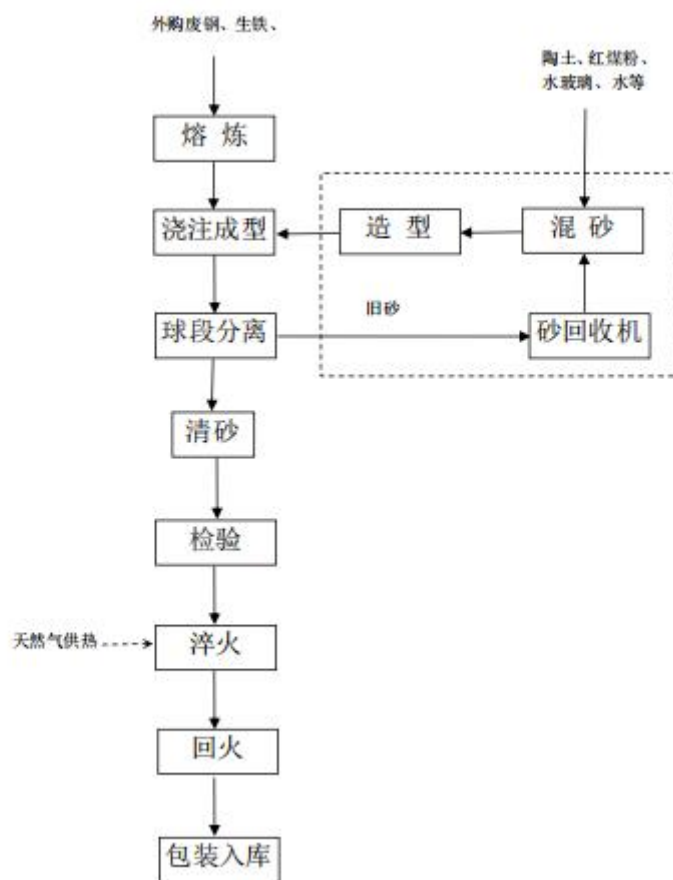 外购废钢、生铁、
陶土、红煤粉、
水玻璃、水等
熔 炼
浇注成型
造 型
混 砂
旧砂
球段分离
砂回收机
清砂
检验
天然气供热
淬火
回火
包装入库